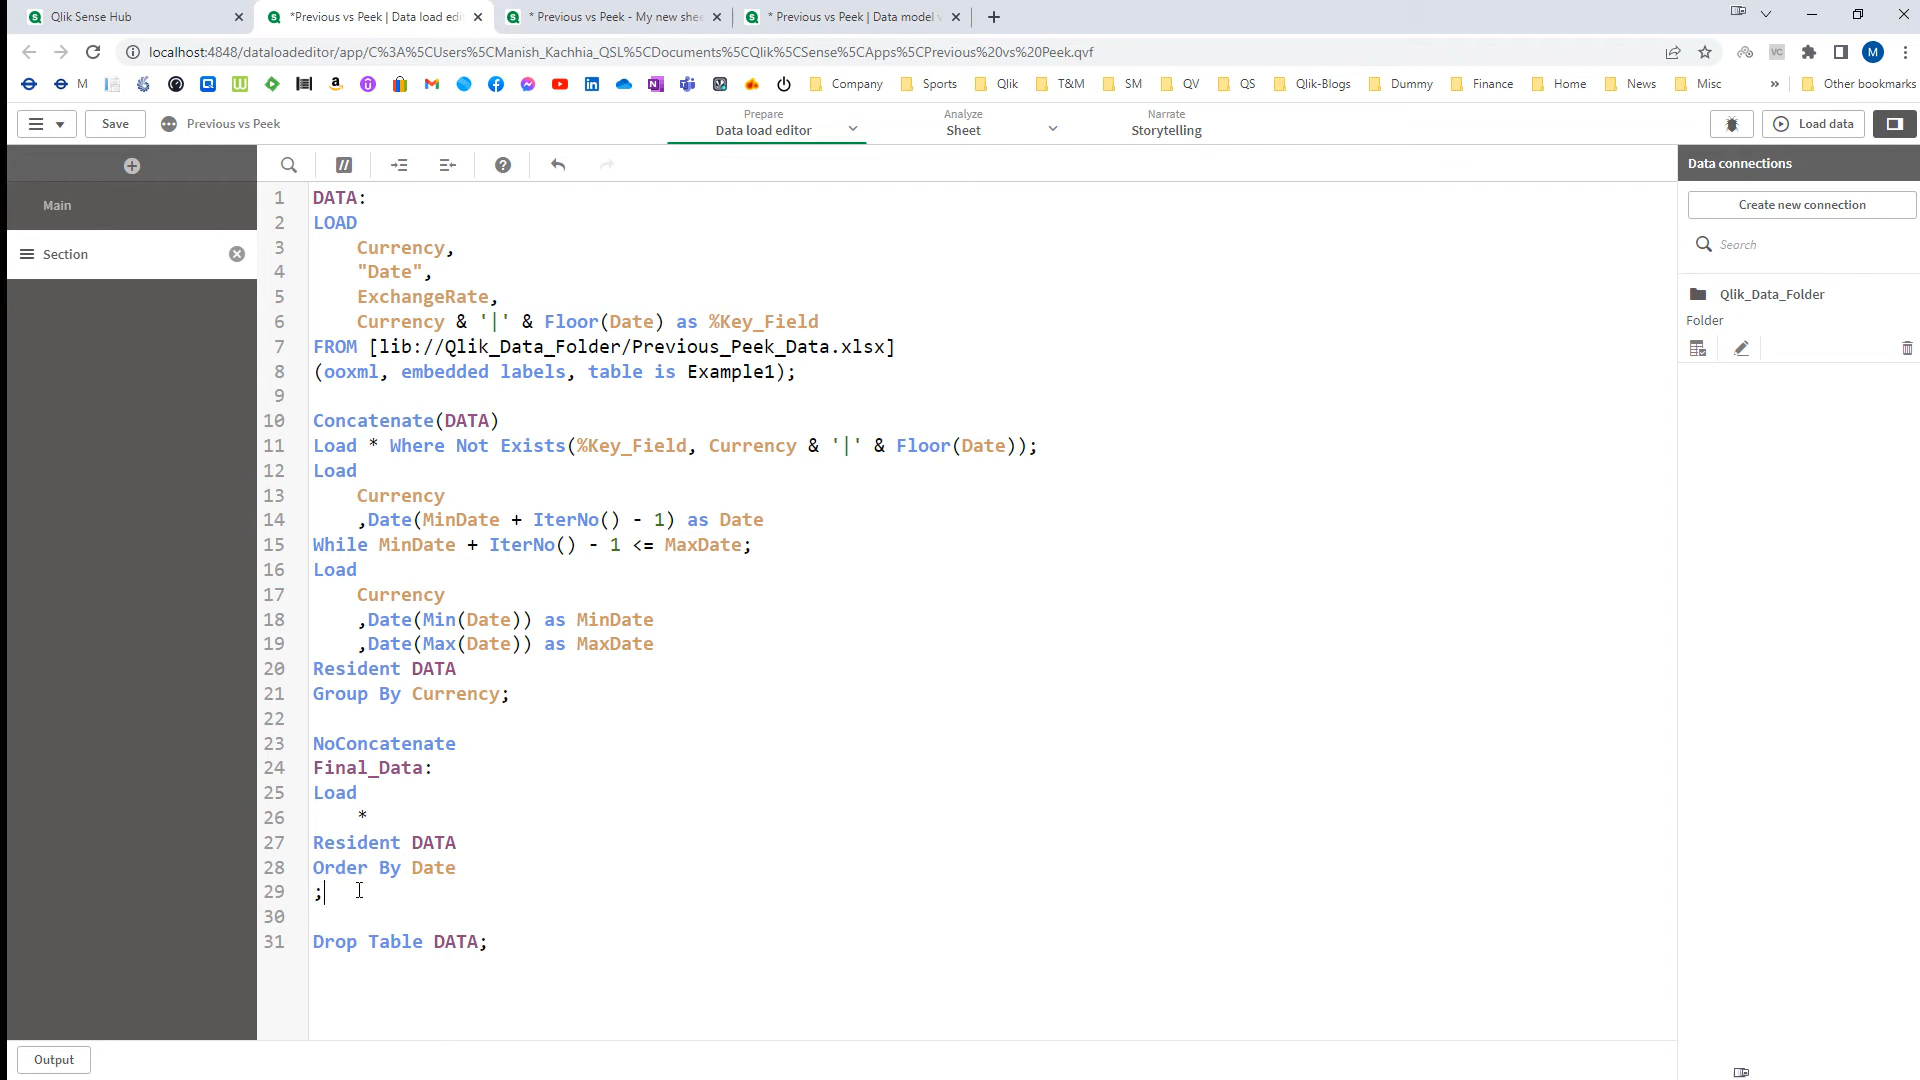 Qlik Sense Hub
*Previous vs Peek | Data load edi
* Previous vs Peek - My new she
* Previous vs Peek | Data model v
localhost:4848/dataloadeditor/app/C%3A%5CUsers%5CManish_Kachhia_QSL%5CDocuments%5CQlik%5CSense%5CApps%5CPrevious%20vs%20Peek.qvf
M
M Company Sports Qlik T&M SM QV QS Qlik-Blogs Dummy Finance Home News Misc » Other bookmarks
Save
Previous vs Peek
Prepare
Data load editor
Analyze
Sheet
Narrate
Storytelling
Load data
Main
Section
1 DATA:
2 LOAD
3 Currency,
4 "Date",
5 ExchangeRate,
6 Currency & '|' & Floor(Date) as %Key_Field
7 FROM [lib://Qlik_Data_Folder/Previous_Peek_Data.xlsx]
8 (ooxml, embedded labels, table is Example1);
9
10 Concatenate(DATA)
11 Load * Where Not Exists(%Key_Field, Currency & '|' & Floor(Date));
12 Load
13 Currency
14 ,Date(MinDate + IterNo() - 1) as Date
15 While MinDate + IterNo() - 1 <= MaxDate;
16 Load
17 Currency
18 ,Date(Min(Date)) as MinDate
19 ,Date(Max(Date)) as MaxDate
20 Resident DATA
21 Group By Currency;
22
23 NoConcatenate
24 Final_Data:
25 Load
26 *
27 Resident DATA
28 Order By Date
29 ;
30
31 Drop Table DATA;
Data connections
Create new connection
Search
Qlik_Data_Folder
Folder
Output